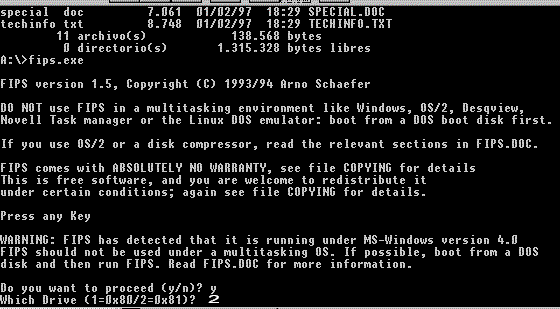 special  doc         7.061  01/02/97  18:29 SPECIAL.DOC
techinfo txt         8.748  01/02/97  18:29 TECHINFO.TXT
        11 archivo(s)        138.568 bytes
         0 directorio(s)   1.315.328 bytes libres
A:\>fips.exe
FIPS version 1.5, Copyright (C) 1993/94 Arno Schaefer
DO NOT use FIPS in a multitasking environment like Windows, OS/2, Desqview,
Novell Task manager or the Linux DOS emulator: boot from a DOS boot disk first.
If you use OS/2 or a disk compressor, read the relevant sections in FIPS.DOC.
FIPS comes with ABSOLUTELY NO WARRANTY, see file COPYING for details
This is free software, and you are welcome to redistribute it
under certain conditions; again see file COPYING for details.
Press any Key
WARNING: FIPS has detected that it is running under MS-Windows version 4.0
FIPS should not be used under a multitasking OS. If possible, boot from a DOS
disk and then run FIPS. Read FIPS.DOC for more information.
Do you want to proceed (y/n)? y
Which Drive (1=0x80/2=0x81)? 2